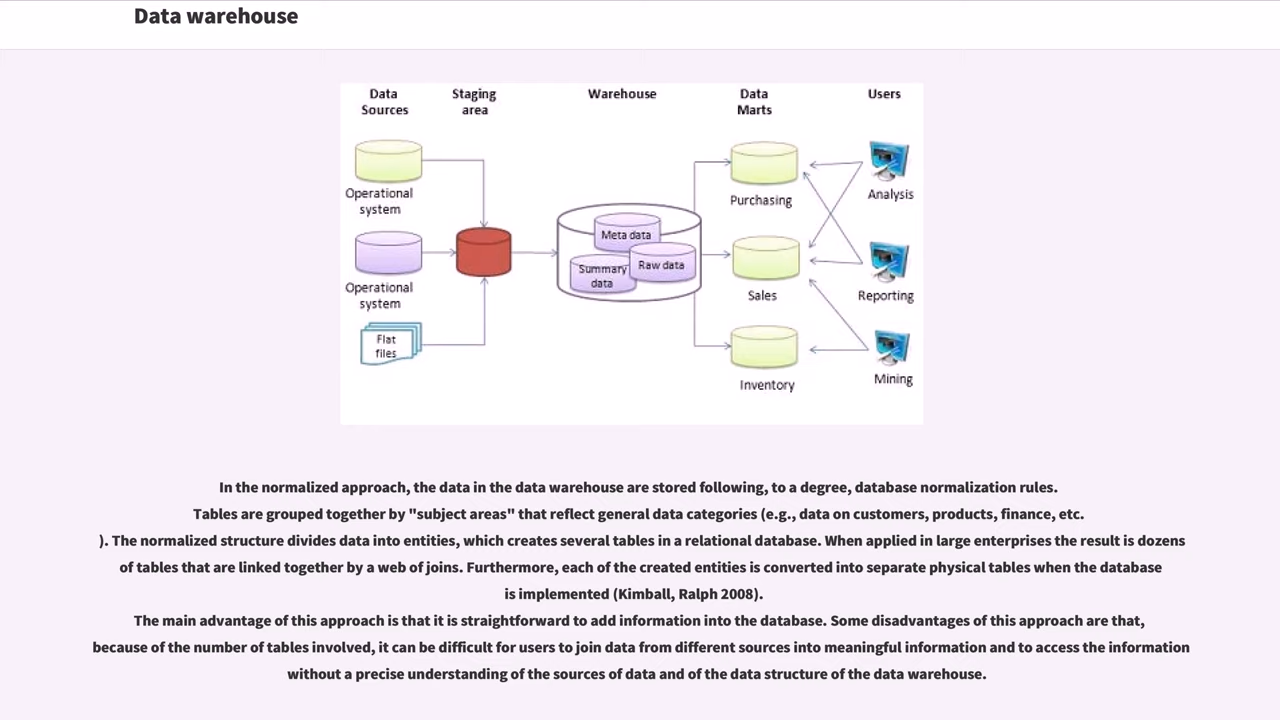 Data warehouse
Data Sources
Staging area
Warehouse
Data Marts
Users
Operational system
Operational system
Flat files
Meta data
Summary data
Raw data
Purchasing
Sales
Inventory
Analysis
Reporting
Mining
In the normalized approach, the data in the data warehouse are stored following, to a degree, database normalization rules.
Tables are grouped together by "subject areas" that reflect general data categories (e.g., data on customers, products, finance, etc.
). The normalized structure divides data into entities, which creates several tables in a relational database. When applied in large enterprises the result is dozens
of tables that are linked together by a web of joins. Furthermore, each of the created entities is converted into separate physical tables when the database
is implemented (Kimball, Ralph 2008).
The main advantage of this approach is that it is straightforward to add information into the database. Some disadvantages of this approach are that,
because of the number of tables involved, it can be difficult for users to join data from different sources into meaningful information and to access the information
without a precise understanding of the sources of data and of the data structure of the data warehouse.